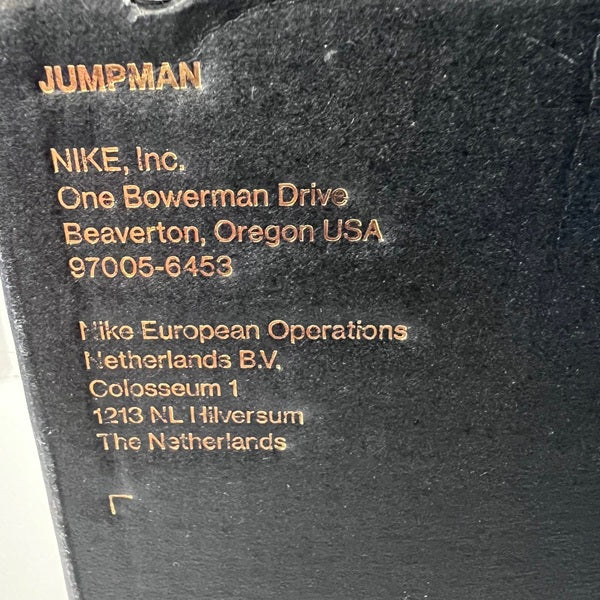 JUMPMAN
NIKE, Inc.
One Bowerman Drive
Beaverton, Oregon USA
97005-6453
Nike European Operations
Netherlands B.V.
Colosseum 1
1213 NL Hilversum
The Netherlands